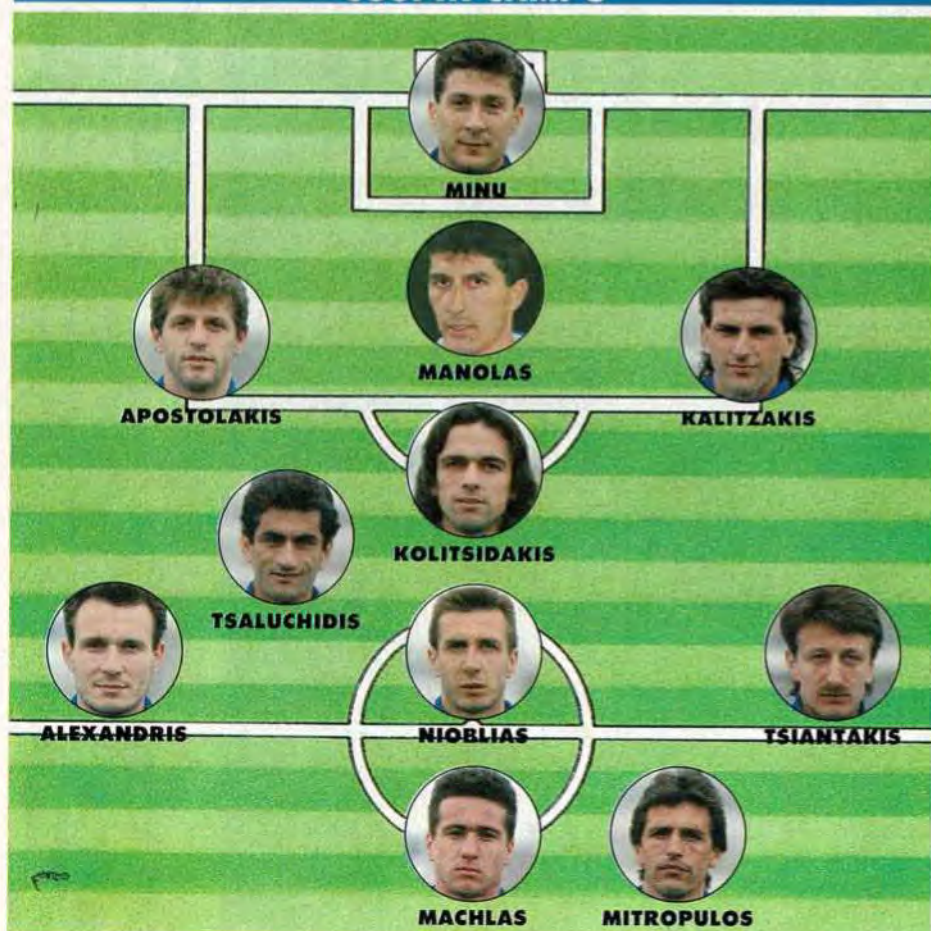 MINU
MANOLAS
APOSTOLAKIS
KALITZAKIS
KOLITSIDAKIS
TSALUCHIDIS
ALEXANDRIS
NIOBLIAS
TSIANTAKIS
MACHLAS
MITROPULOS